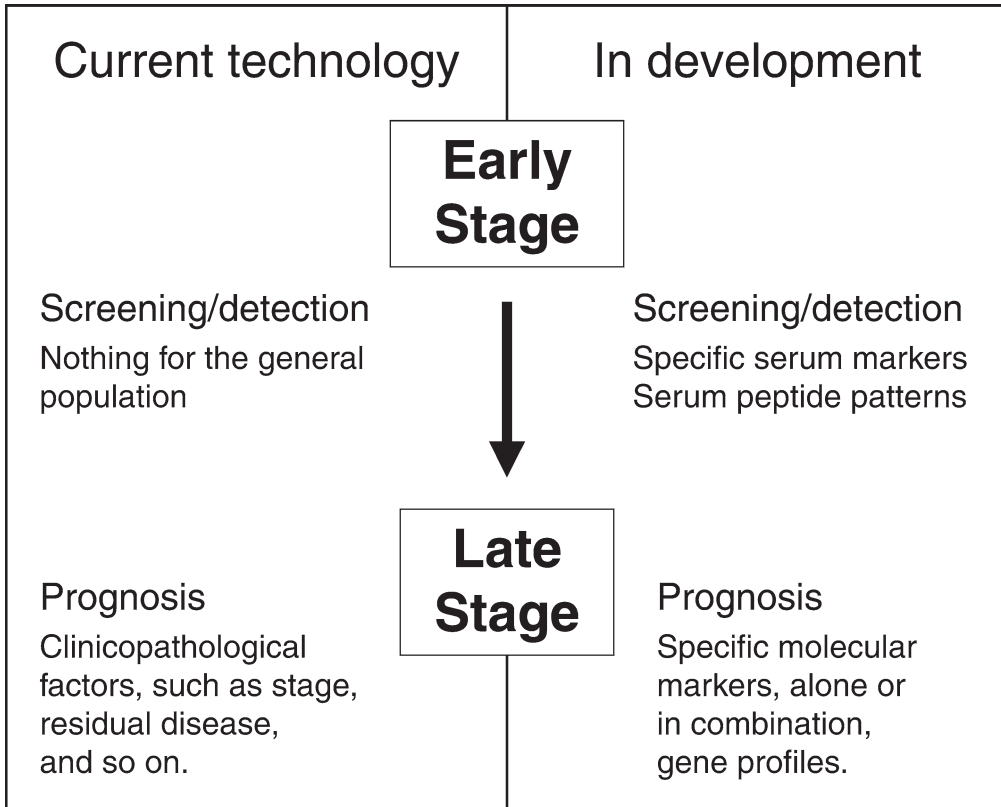 Current technology
In development
Early
Stage
Screening/detection
Nothing for the general
population
Screening/detection
Specific serum markers
Serum peptide patterns
Late
Stage
Prognosis
Clinicopathological
factors, such as stage,
residual disease,
and so on.
Prognosis
Specific molecular
markers, alone or
in combination,
gene profiles.